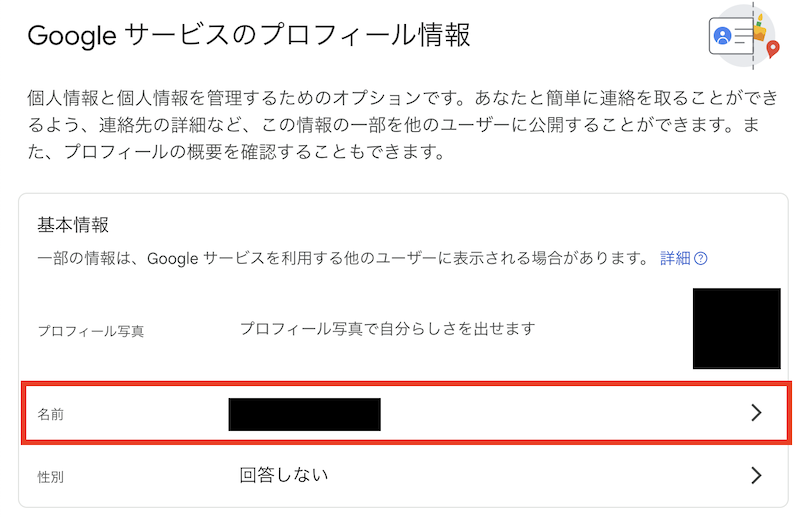 Google サービスのプロフィール情報
個人情報と個人情報を管理するためのオプションです。あなたと簡単に連絡を取ることができ
るよう、連絡先の詳細など、この情報の一部を他のユーザーに公開することができます。ま
た、プロフィールの概要を確認することもできます。
基本情報
一部の情報は、Google サービスを利用する他のユーザーに表示される場合があります。 詳細
プロフィール写真 プロフィール写真で自分らしさを出せます
名前
性別 回答しない